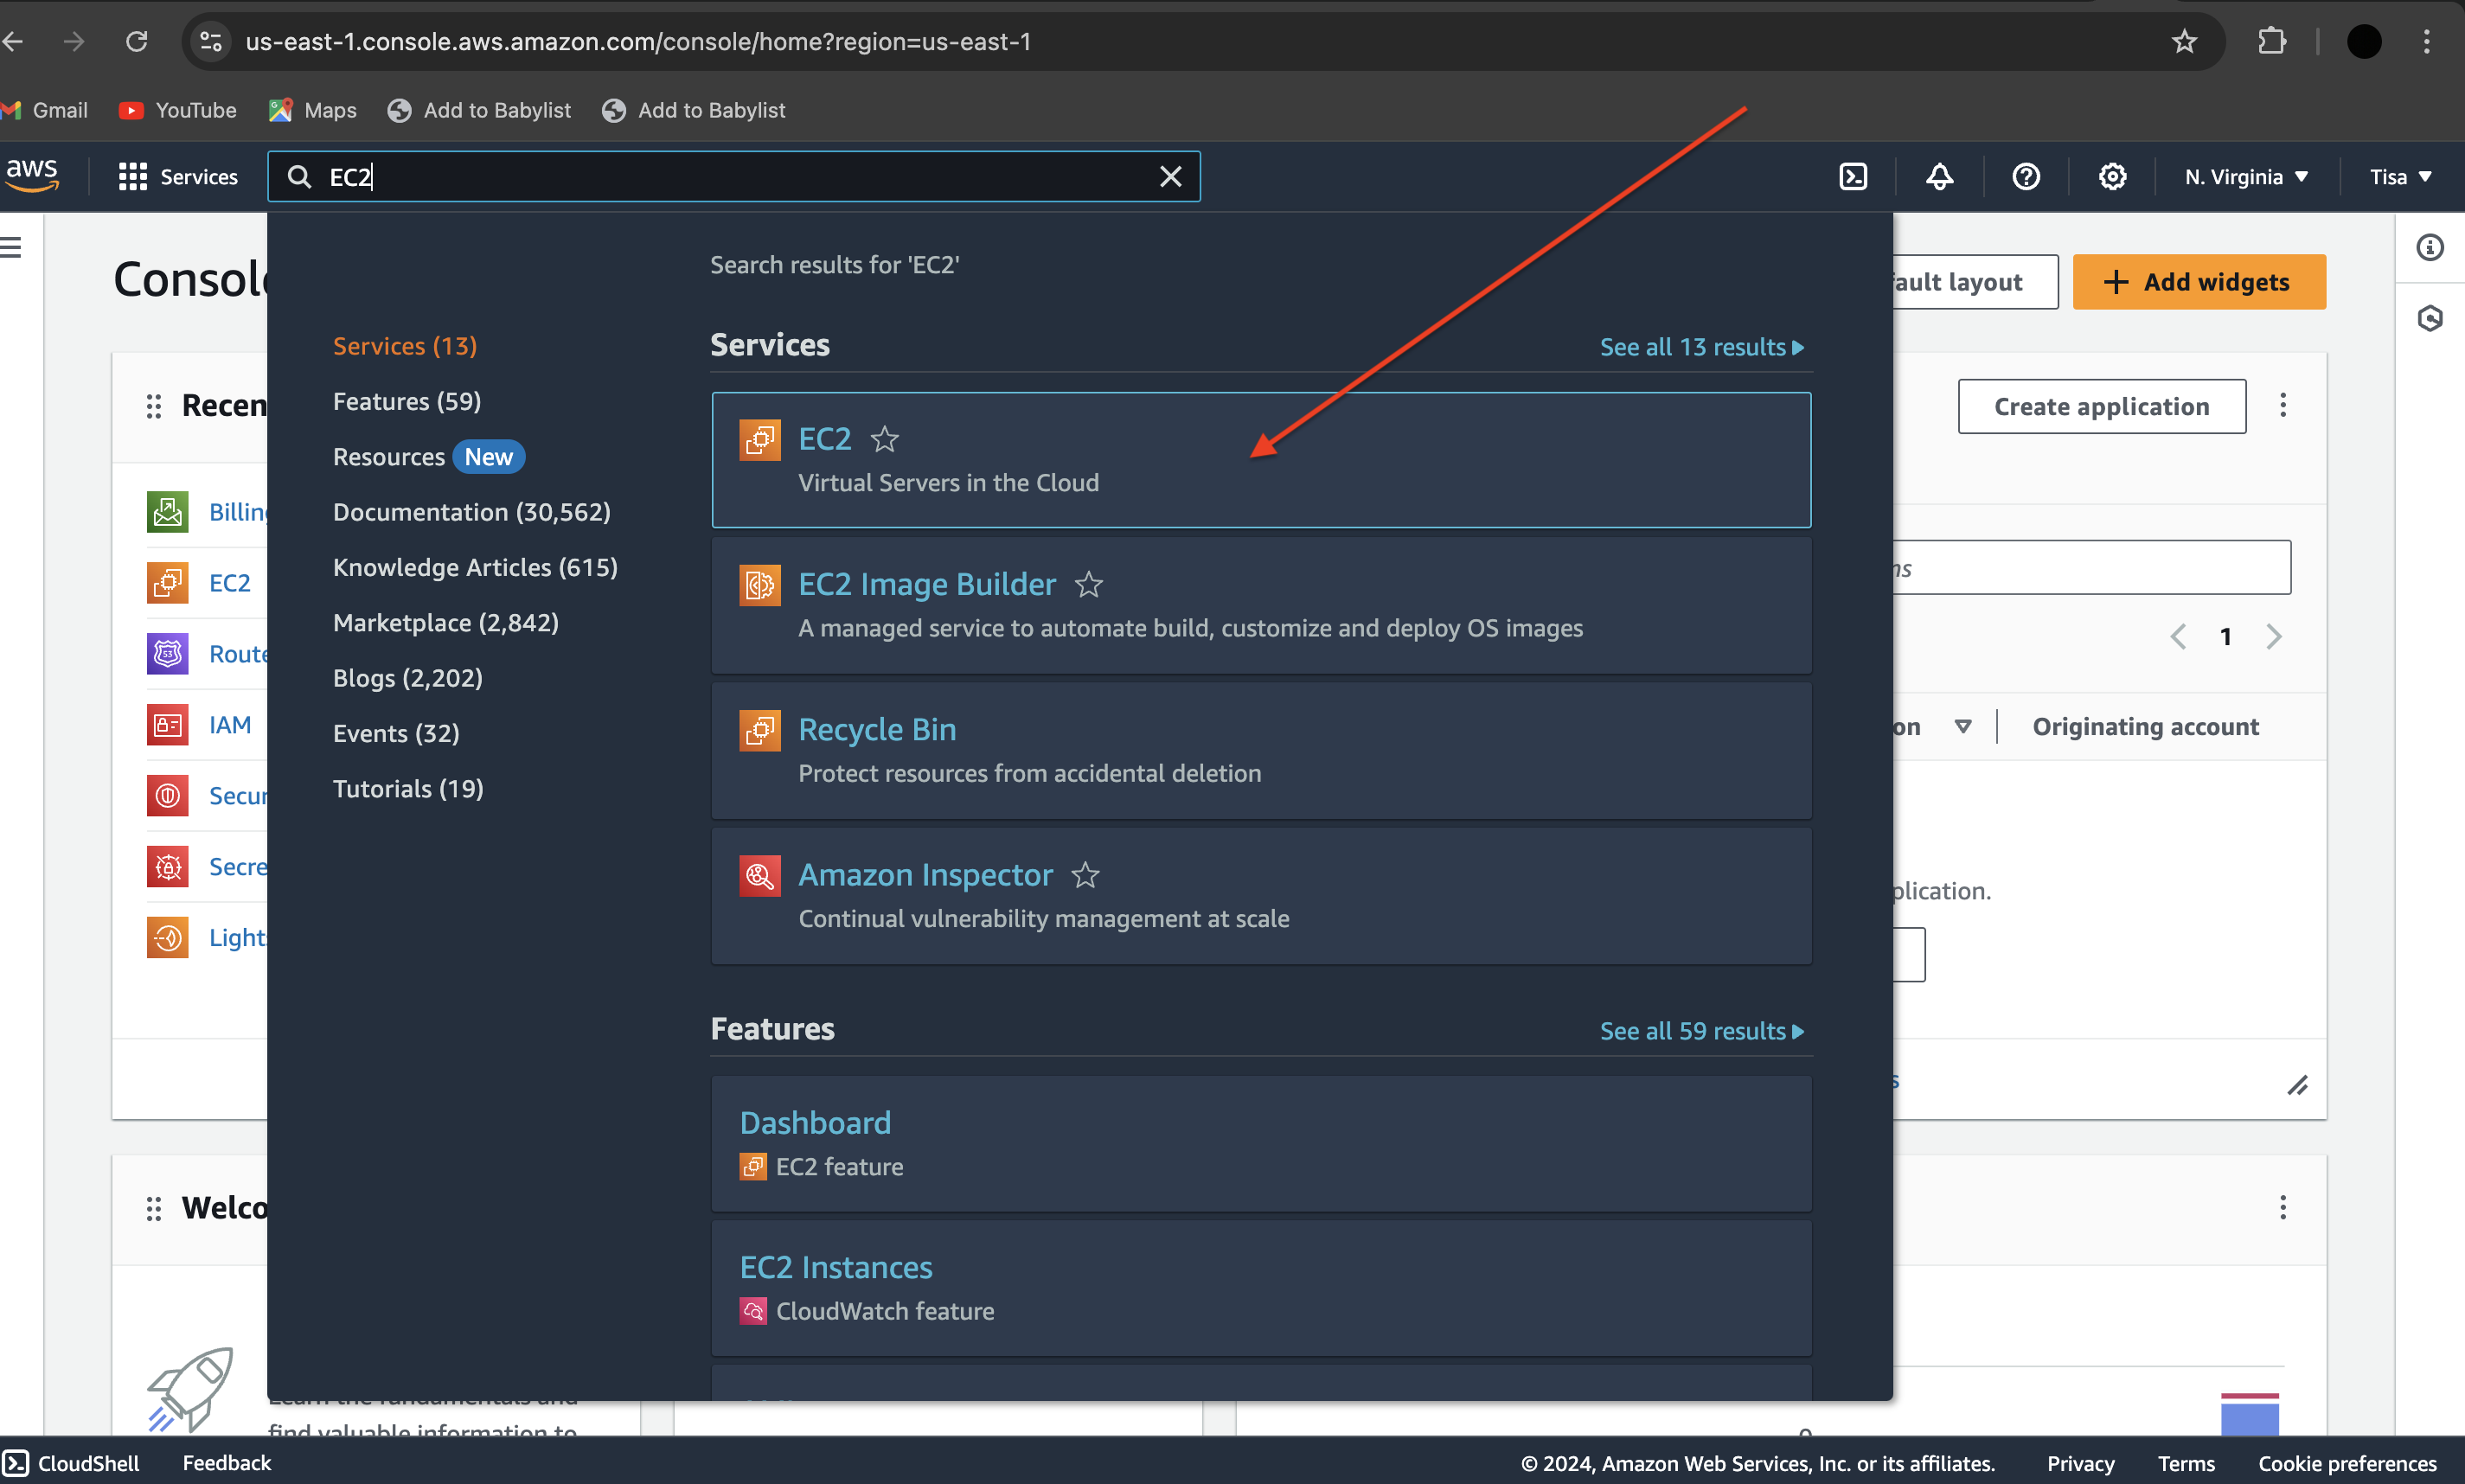 us-east-1.console.aws.amazon.com/console/home?region=us-east-1
Gmail
YouTube
Maps
Add to Babylist
Add to Babylist
aws
Services
EC2
N. Virginia
Tisa
Search results for 'EC2'
Services (13)
Features (59)
Resources New
Documentation (30,562)
Knowledge Articles (615)
Marketplace (2,842)
Blogs (2,202)
Events (32)
Tutorials (19)
Services
See all 13 results
EC2
Virtual Servers in the Cloud
EC2 Image Builder
A managed service to automate build, customize and deploy OS images
Recycle Bin
Protect resources from accidental deletion
Amazon Inspector
Continual vulnerability management at scale
Features
See all 59 results
Dashboard
EC2 feature
EC2 Instances
CloudWatch feature
Consol
Recen
Billin
EC2
Route
53
IAM
Secur
Secre
Light
Welco
find valuable information to
ault layout
Add widgets
Create application
ns
1
on
Originating account
plication.
s
CloudShell
Feedback
© 2024, Amazon Web Services, Inc. or its affiliates.
Privacy
Terms
Cookie preferences